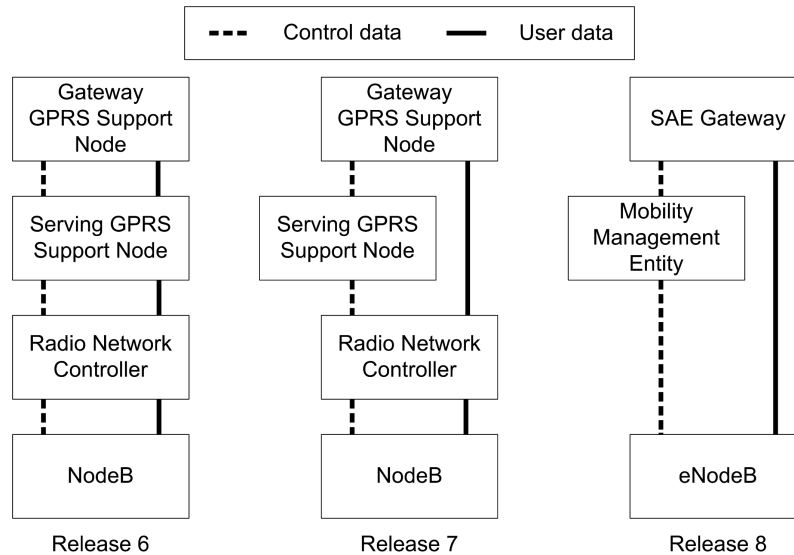 Control data
User data
Gateway
GPRS Support
Node
Serving GPRS
Support Node
Radio Network
Controller
NodeB
Release 6
Gateway
GPRS Support
Node
Serving GPRS
Support Node
Radio Network
Controller
NodeB
Release 7
SAE Gateway
Mobility
Management
Entity
eNodeB
Release 8